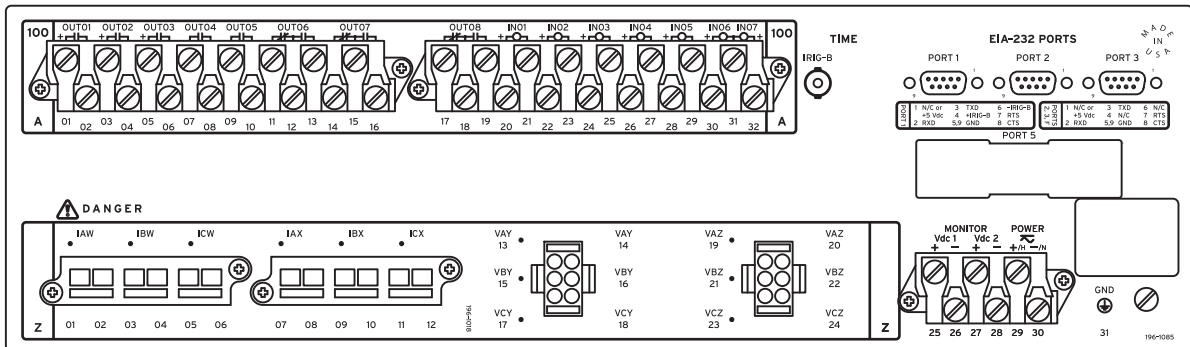 100 OUT01 OUT02 OUT03 OUT04 OUT05 OUT06 OUT07 OUT08 IN01 IN02 IN03 IN04 IN05 IN06 IN07 100
+ + + + + + + + + + +
A 01 02 03 04 05 06 07 08 09 10 11 12 13 14 15 16 17 18 19 20 21 22 23 24 25 26 27 28 29 30 31 32 A
TIME
IRIG-B
EIA-232 PORTS
MADE IN USA
PORT 1 PORT 2 PORT 3
1 1 1
9 9 9
PORT 1
1 N/C or 3 TXD 6 -IRIG-B
+5 Vdc 4 +IRIG-B 7 RTS
2 RXD 5,9 GND 8 CTS
PORTS 2, 3, F
1 N/C or 3 TXD 6 N/C
+5 Vdc 4 N/C 7 RTS
2 RXD 5,9 GND 8 CTS
PORT 5
DANGER
IAW IBW ICW IAX IBX ICX
VAY 13 VAY 14
VBY 15 VBY 16
VCY 17 VCY 18
VAZ 19 VAZ 20
VBZ 21 VBZ 22
VCZ 23 VCZ 24
Z 01 02 03 04 05 06 07 08 09 10 11 12 Z
196-1018
MONITOR POWER
Vdc 1 Vdc 2
+ − + − +/H −/N
25 26 27 28 29 30
GND
31
196-1085